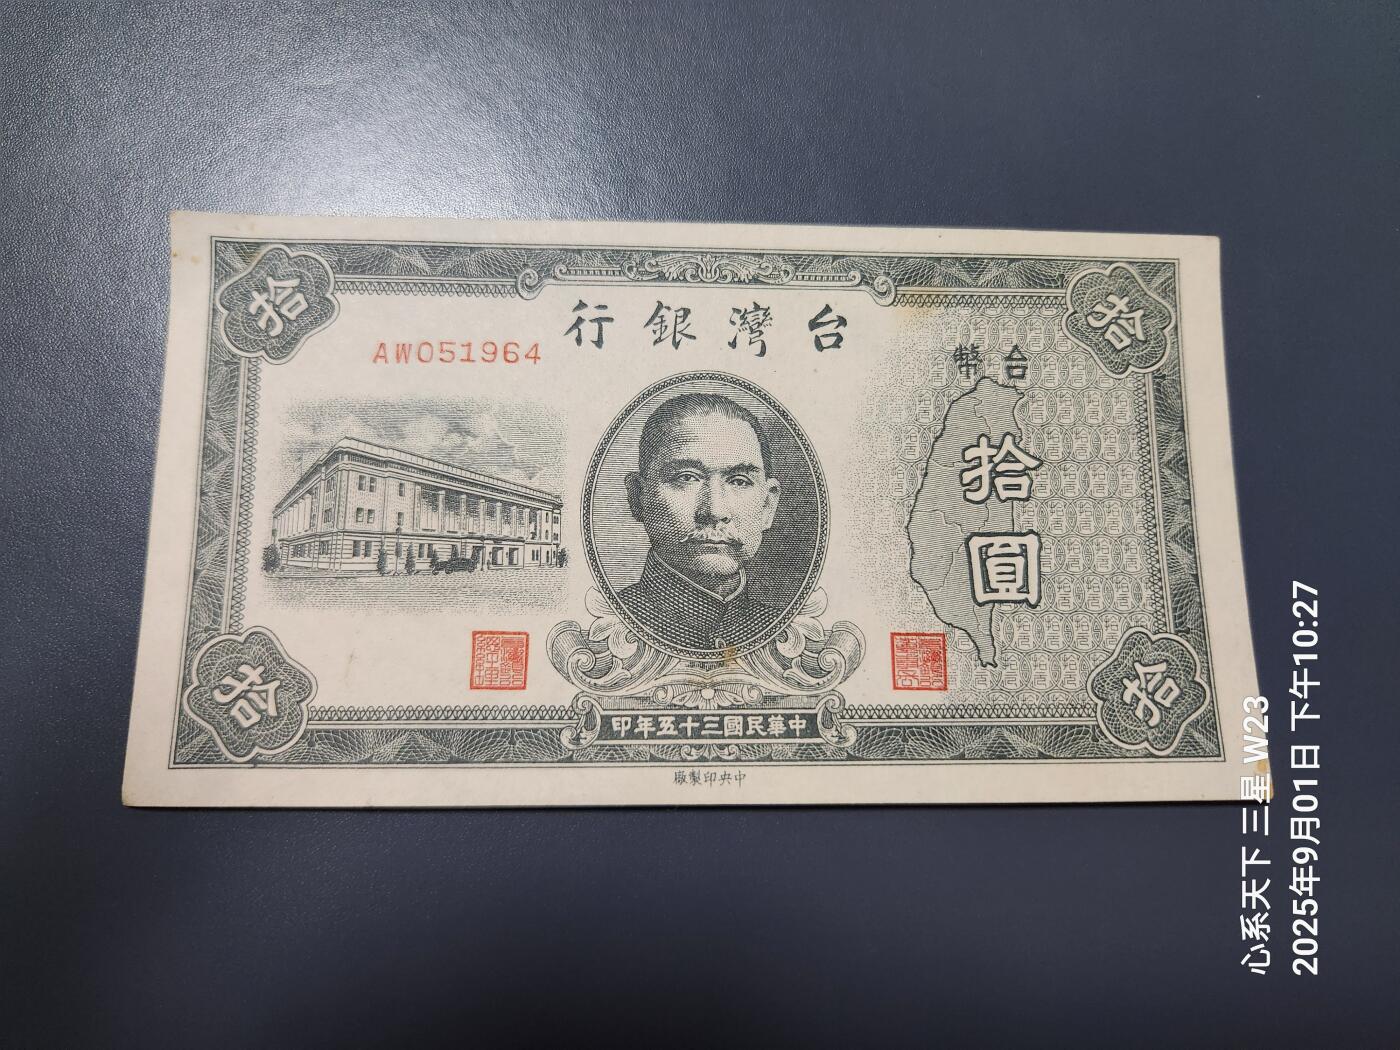 拾
拾
行銀灣台
AW051964
幣台
拾
圓
印年五十三國民華中
拾
拾
廠製印央中
心系天下 三星 W23
2025年9月01日 下午10:27